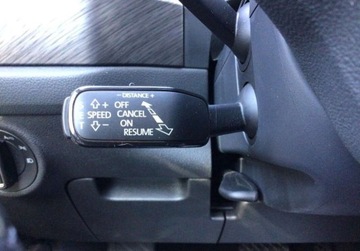 – DISTANCE +
+ OFF
SPEED CANCEL
ON
– RESUME